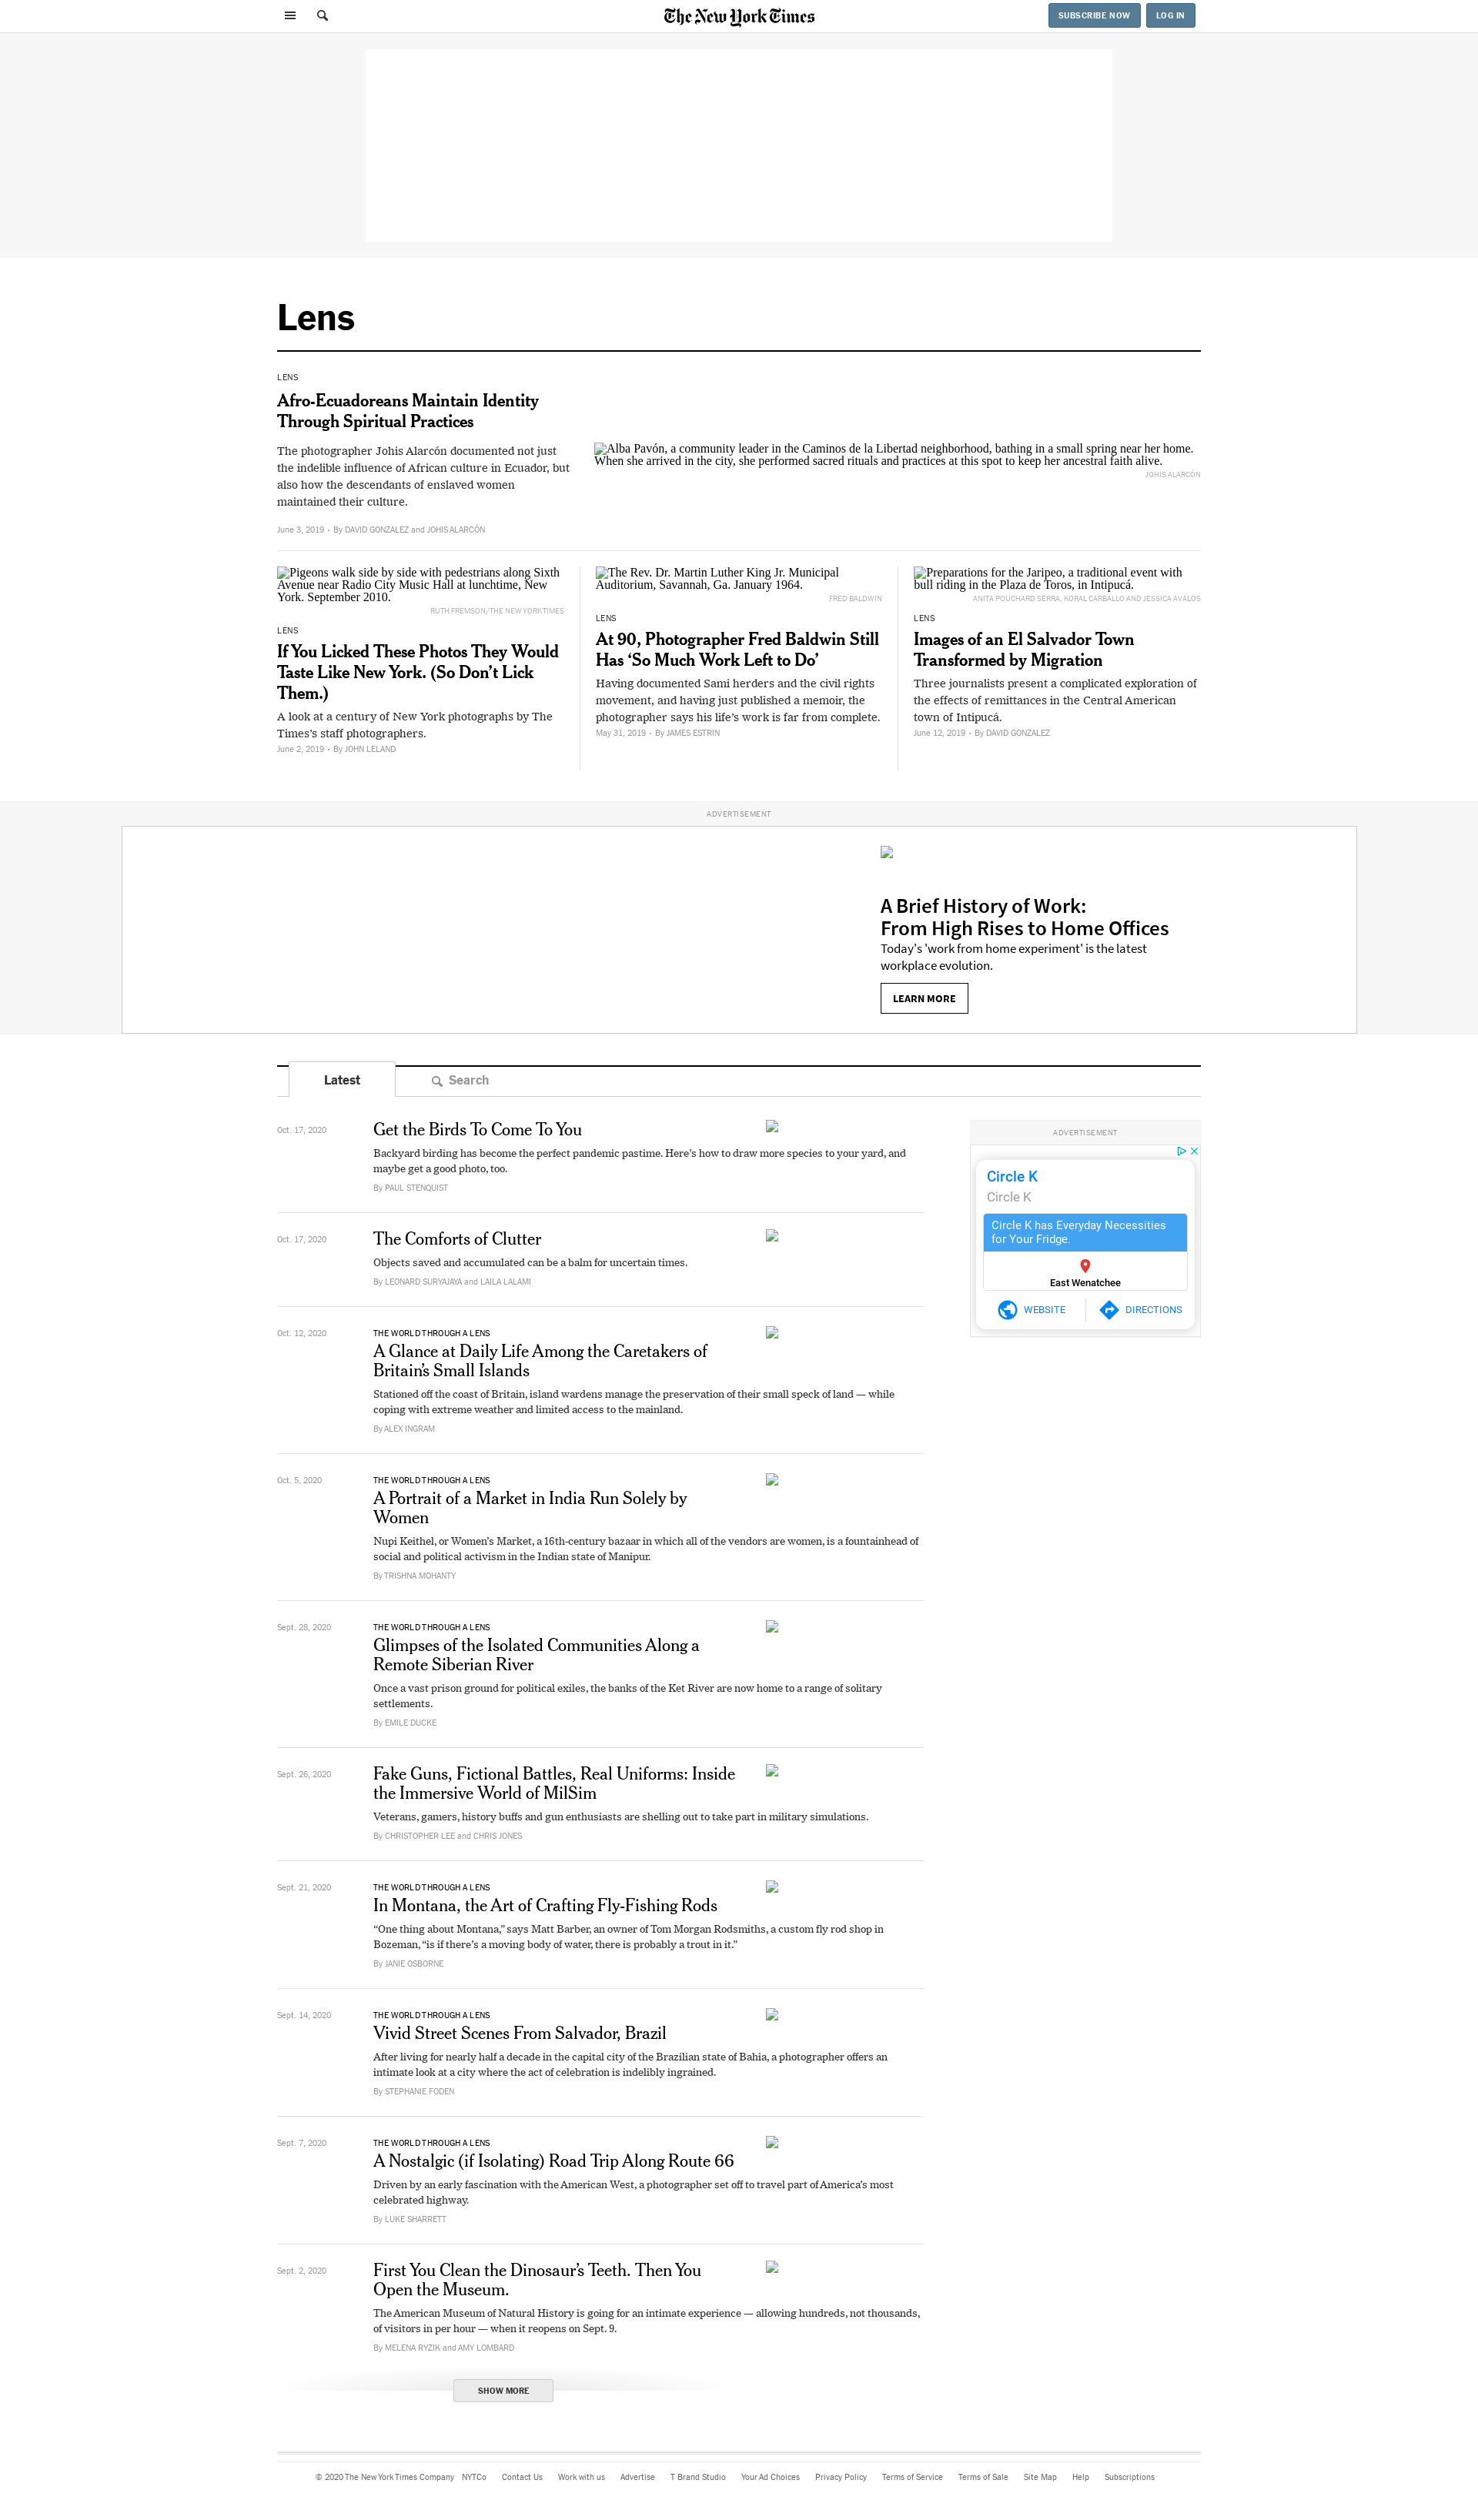 The New York Times
SUBSCRIBE NOW
LOG IN
Lens
LENS
Afro-Ecuadoreans Maintain Identity
Through Spiritual Practices
The photographer Johis Alarcón documented not just
the indelible influence of African culture in Ecuador, but
also how the descendants of enslaved women
maintained their culture.
June 3, 2019 • By DAVID GONZALEZ and JOHIS ALARCÓN
Alba Pavón, a community leader in the Caminos de la Libertad neighborhood, bathing in a small spring near her home.
When she arrived in the city, she performed sacred rituals and practices at this spot to keep her ancestral faith alive.
JOHIS ALARCÓN
Pigeons walk side by side with pedestrians along Sixth
Avenue near Radio City Music Hall at lunchtime, New
York. September 2010.
RUTH FREMSON/THE NEW YORK TIMES
LENS
If You Licked These Photos They Would
Taste Like New York. (So Don’t Lick
Them.)
A look at a century of New York photographs by The
Times’s staff photographers.
June 2, 2019 • By JOHN LELAND
The Rev. Dr. Martin Luther King Jr. Municipal
Auditorium, Savannah, Ga. January 1964.
FRED BALDWIN
LENS
At 90, Photographer Fred Baldwin Still
Has ‘So Much Work Left to Do’
Having documented Sami herders and the civil rights
movement, and having just published a memoir, the
photographer says his life’s work is far from complete.
May 31, 2019 • By JAMES ESTRIN
Preparations for the Jaripeo, a traditional event with
bull riding in the Plaza de Toros, in Intipucá.
ANITA POUCHARD SERRA, KORAL CARBALLO AND JESSICA AVALOS
LENS
Images of an El Salvador Town
Transformed by Migration
Three journalists present a complicated exploration of
the effects of remittances in the Central American
town of Intipucá.
June 12, 2019 • By DAVID GONZALEZ
ADVERTISEMENT
A Brief History of Work:
From High Rises to Home Offices
Today's 'work from home experiment' is the latest
workplace evolution.
LEARN MORE
Latest
Search
Oct. 17, 2020
Get the Birds To Come To You
Backyard birding has become the perfect pandemic pastime. Here’s how to draw more species to your yard, and
maybe get a good photo, too.
By PAUL STENQUIST
Oct. 17, 2020
The Comforts of Clutter
Objects saved and accumulated can be a balm for uncertain times.
By LEONARD SURYAJAYA and LAILA LALAMI
Oct. 12, 2020
THE WORLD THROUGH A LENS
A Glance at Daily Life Among the Caretakers of
Britain’s Small Islands
Stationed off the coast of Britain, island wardens manage the preservation of their small speck of land — while
coping with extreme weather and limited access to the mainland.
By ALEX INGRAM
Oct. 5, 2020
THE WORLD THROUGH A LENS
A Portrait of a Market in India Run Solely by
Women
Nupi Keithel, or Women’s Market, a 16th-century bazaar in which all of the vendors are women, is a fountainhead of
social and political activism in the Indian state of Manipur.
By TRISHNA MOHANTY
Sept. 28, 2020
THE WORLD THROUGH A LENS
Glimpses of the Isolated Communities Along a
Remote Siberian River
Once a vast prison ground for political exiles, the banks of the Ket River are now home to a range of solitary
settlements.
By EMILE DUCKE
Sept. 26, 2020
Fake Guns, Fictional Battles, Real Uniforms: Inside
the Immersive World of MilSim
Veterans, gamers, history buffs and gun enthusiasts are shelling out to take part in military simulations.
By CHRISTOPHER LEE and CHRIS JONES
Sept. 21, 2020
THE WORLD THROUGH A LENS
In Montana, the Art of Crafting Fly-Fishing Rods
“One thing about Montana,” says Matt Barber, an owner of Tom Morgan Rodsmiths, a custom fly rod shop in
Bozeman, “is if there’s a moving body of water, there is probably a trout in it.”
By JANIE OSBORNE
Sept. 14, 2020
THE WORLD THROUGH A LENS
Vivid Street Scenes From Salvador, Brazil
After living for nearly half a decade in the capital city of the Brazilian state of Bahia, a photographer offers an
intimate look at a city where the act of celebration is indelibly ingrained.
By STEPHANIE FODEN
Sept. 7, 2020
THE WORLD THROUGH A LENS
A Nostalgic (if Isolating) Road Trip Along Route 66
Driven by an early fascination with the American West, a photographer set off to travel part of America’s most
celebrated highway.
By LUKE SHARRETT
Sept. 2, 2020
First You Clean the Dinosaur’s Teeth. Then You
Open the Museum.
The American Museum of Natural History is going for an intimate experience — allowing hundreds, not thousands,
of visitors in per hour — when it reopens on Sept. 9.
By MELENA RYZIK and AMY LOMBARD
SHOW MORE
ADVERTISEMENT
Circle K
Circle K
Circle K has Everyday Necessities
for Your Fridge.
East Wenatchee
WEBSITE
DIRECTIONS
© 2020 The New York Times Company NYTCo Contact Us Work with us Advertise T Brand Studio Your Ad Choices Privacy Policy Terms of Service Terms of Sale Site Map Help Subscriptions